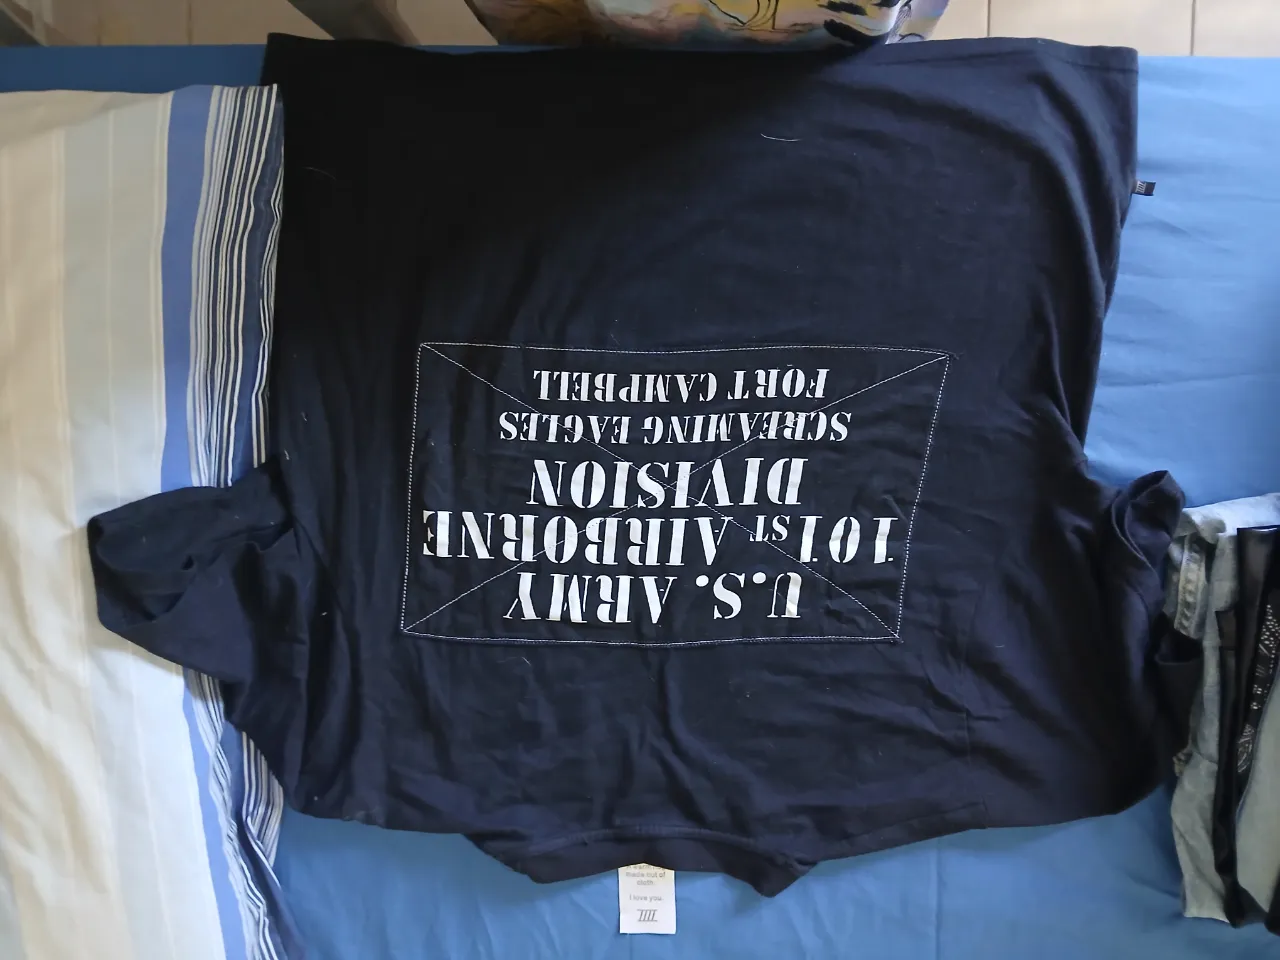 U.S. ARMY
101ST AIRBORNE
DIVISION
SCREAMING EAGLES
FORT CAMPBELL
made out of
cloth.
I love you.